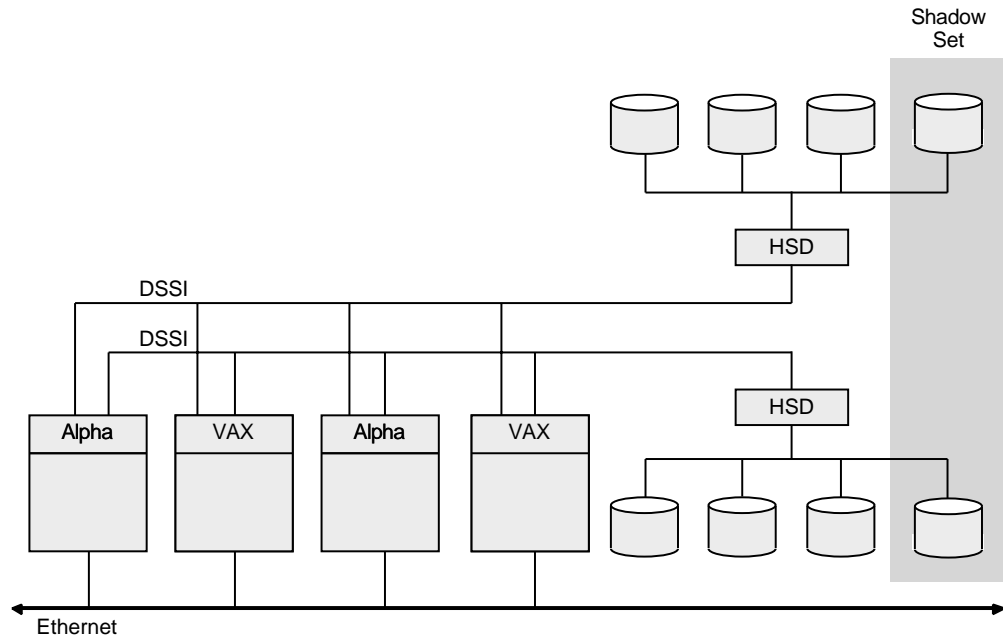 Shadow
Set
HSD
DSSI
DSSI
HSD
Alpha
VAX
Alpha
VAX
Ethernet